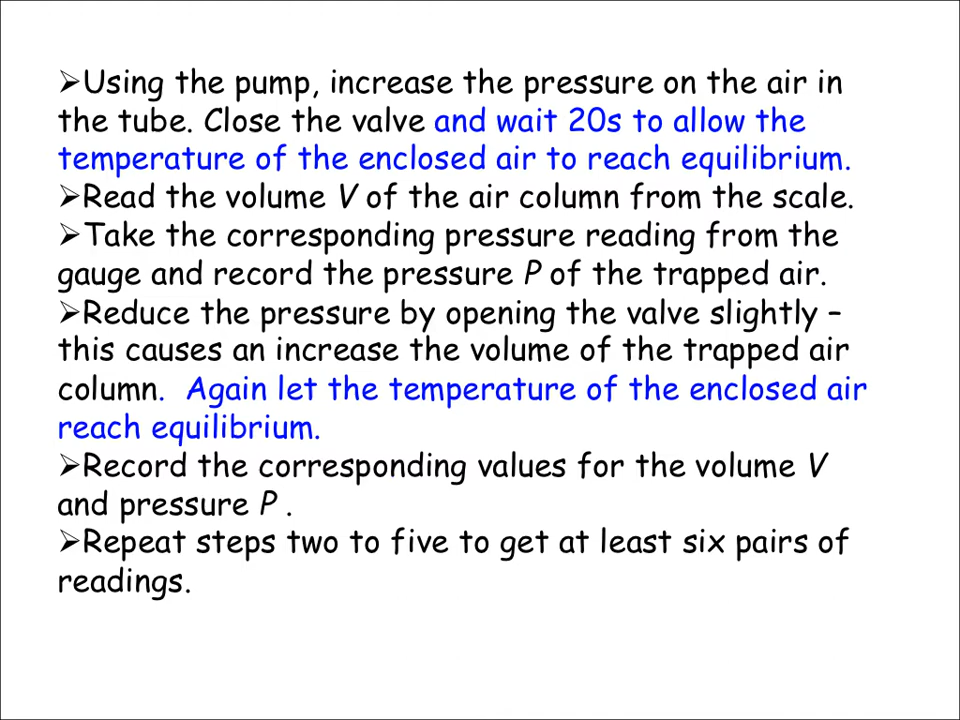 ➢Using the pump, increase the pressure on the air in
the tube. Close the valve and wait 20s to allow the
temperature of the enclosed air to reach equilibrium.
➢Read the volume V of the air column from the scale.
➢Take the corresponding pressure reading from the
gauge and record the pressure P of the trapped air.
➢Reduce the pressure by opening the valve slightly –
this causes an increase the volume of the trapped air
column.  Again let the temperature of the enclosed air
reach equilibrium.
➢Record the corresponding values for the volume V
and pressure P .
➢Repeat steps two to five to get at least six pairs of
readings.